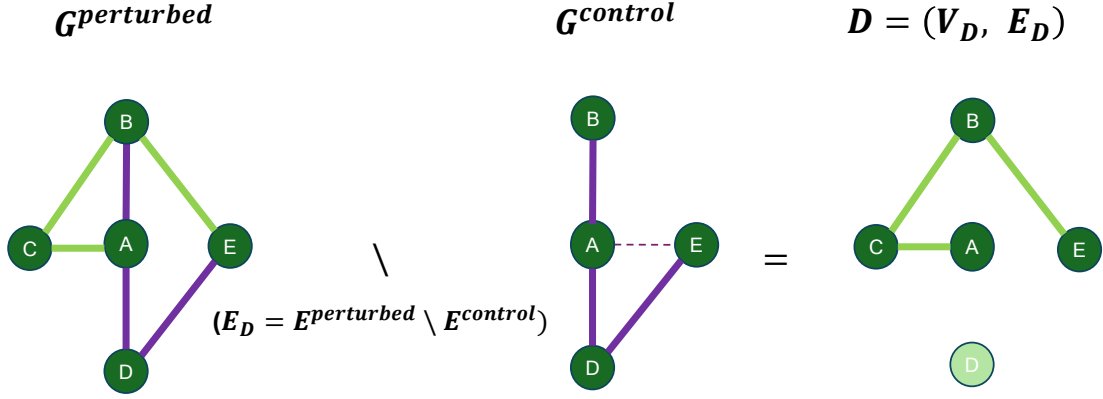 G^perturbed
G^control
D = (V_D, E_D)
B
C
A
E
D
\
(E_D = E^perturbed \ E^control)
B
A
E
D
=
B
C
A
E
D